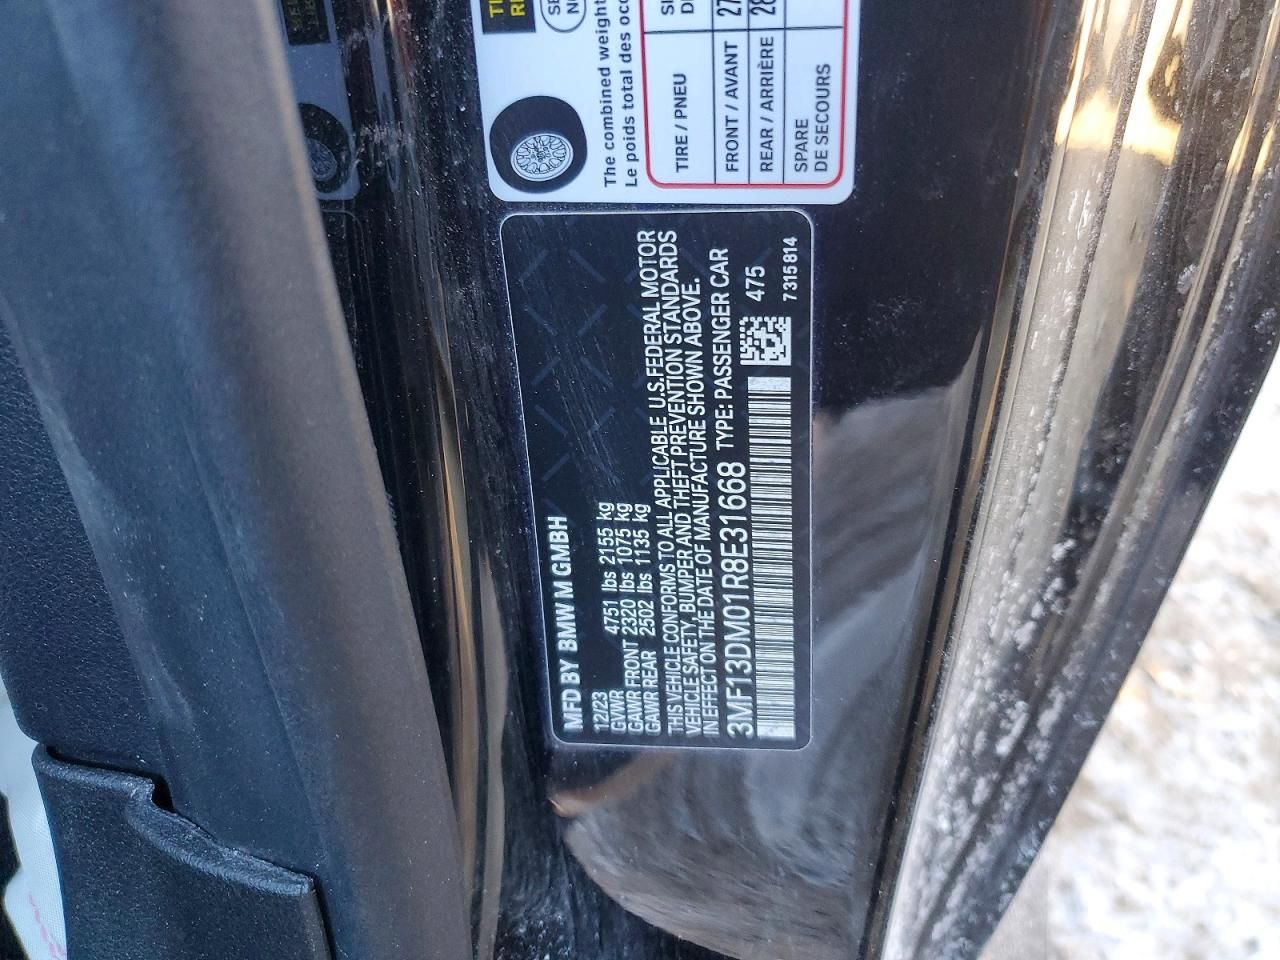 The combined weight
Le poids total des occ
TIRE / PNEU
FRONT / AVANT 27
REAR / ARRIÈRE 28
SPARE
DE SECOURS
MFD BY BMW M GMBH
12/23
GVWR 4751 lbs 2155 kg
GAWR FRONT 2320 lbs 1075 kg
GAWR REAR 2502 lbs 1135 kg
THIS VEHICLE CONFORMS TO ALL APPLICABLE U.S. FEDERAL MOTOR
VEHICLE SAFETY, BUMPER AND THEFT PREVENTION STANDARDS
IN EFFECT ON THE DATE OF MANUFACTURE SHOWN ABOVE.
3MF13DM01R8E31668 TYPE: PASSENGER CAR
475
7315814